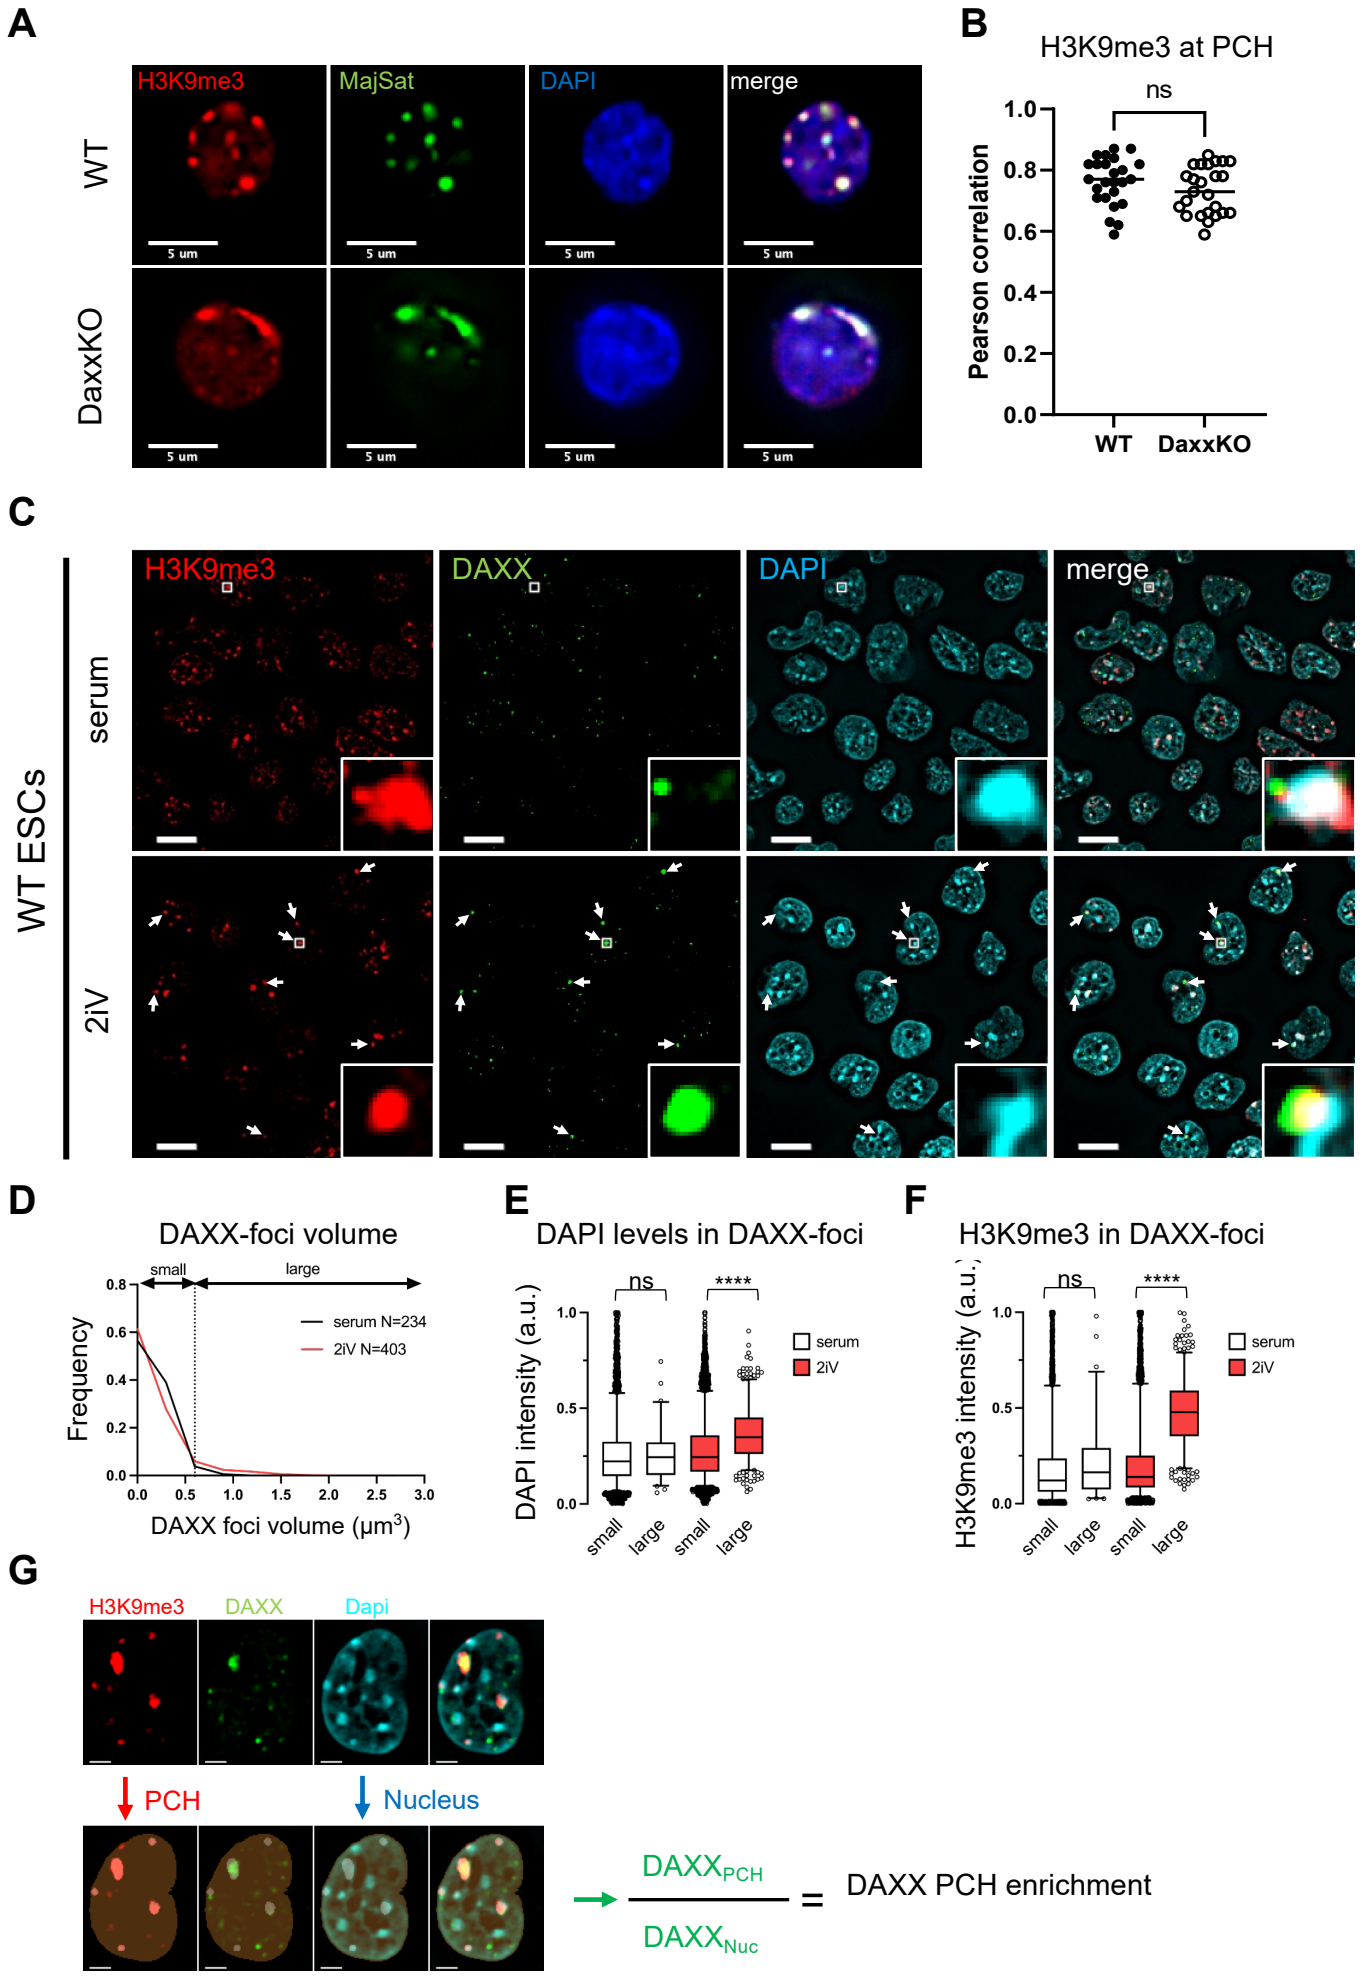 A
H3K9me3
MajSat
DAPI
merge
WT
5 um
5 um
5 um
5 um
DaxxKO
5 um
5 um
5 um
5 um
B
H3K9me3 at PCH
ns
Pearson correlation
1.0
0.8
0.6
0.4
0.2
0.0
WT
DaxxKO
C
H3K9me3
DAXX
DAPI
merge
WT ESCs
serum
2iV
D
DAXX-foci volume
small
large
Frequency
0.8
0.6
0.4
0.2
0.0
serum N=234
2iV N=403
0.0 0.5 1.0 1.5 2.0 2.5 3.0
DAXX foci volume (µm³)
E
DAPI levels in DAXX-foci
ns
****
DAPI intensity (a.u.)
1.0
0.5
0.0
serum
2iV
small
large
small
large
F
H3K9me3 in DAXX-foci
ns
****
H3K9me3 intensity (a.u.)
1.0
0.5
0.0
serum
2iV
small
large
small
large
G
H3K9me3
DAXX
Dapi
PCH
Nucleus
DAXX_PCH
DAXX_Nuc
=
DAXX PCH enrichment